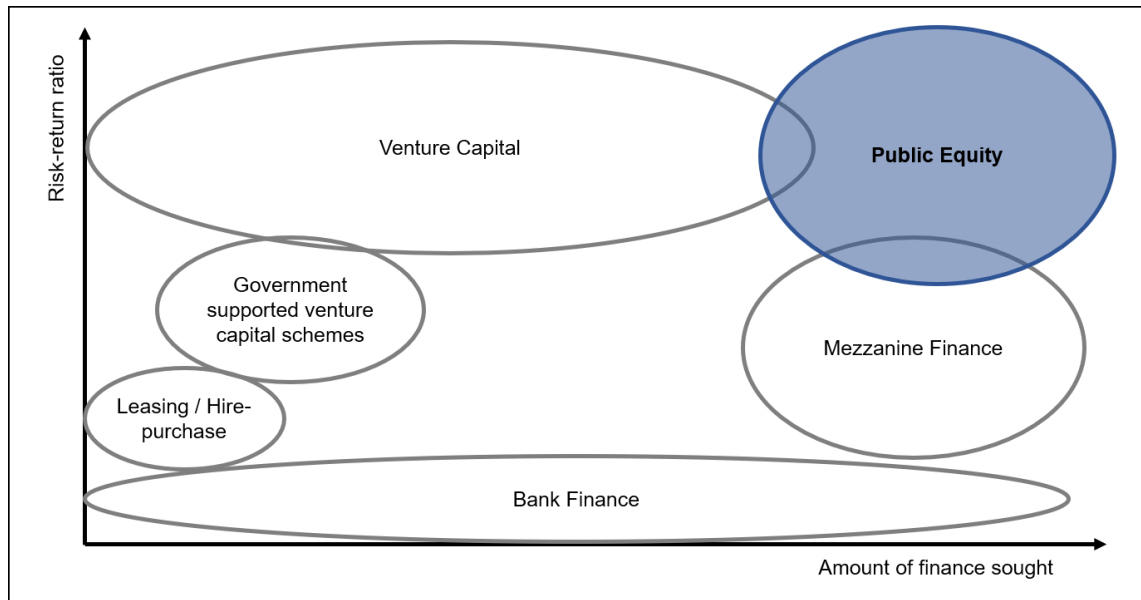 Risk-return ratio
Venture Capital
Public Equity
Government
supported venture
capital schemes
Mezzanine Finance
Leasing / Hire-
purchase
Bank Finance
Amount of finance sought